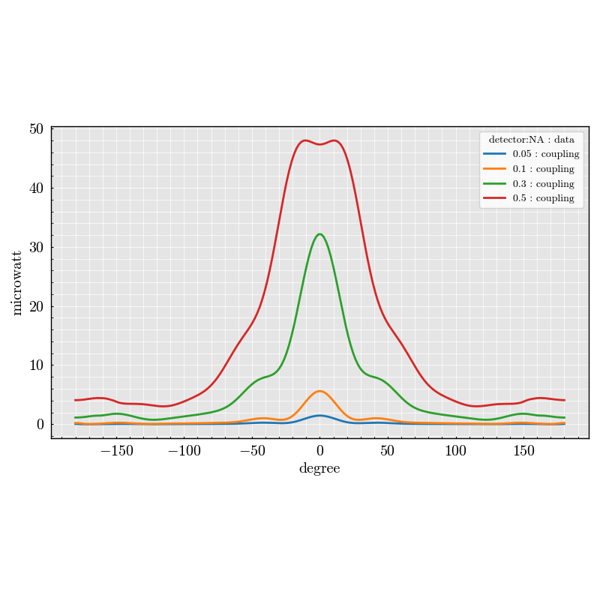 50
40
30
20
10
0
microwatt
−150
−100
−50
0
50
100
150
degree
detector:NA : data
0.05 : coupling
0.1 : coupling
0.3 : coupling
0.5 : coupling